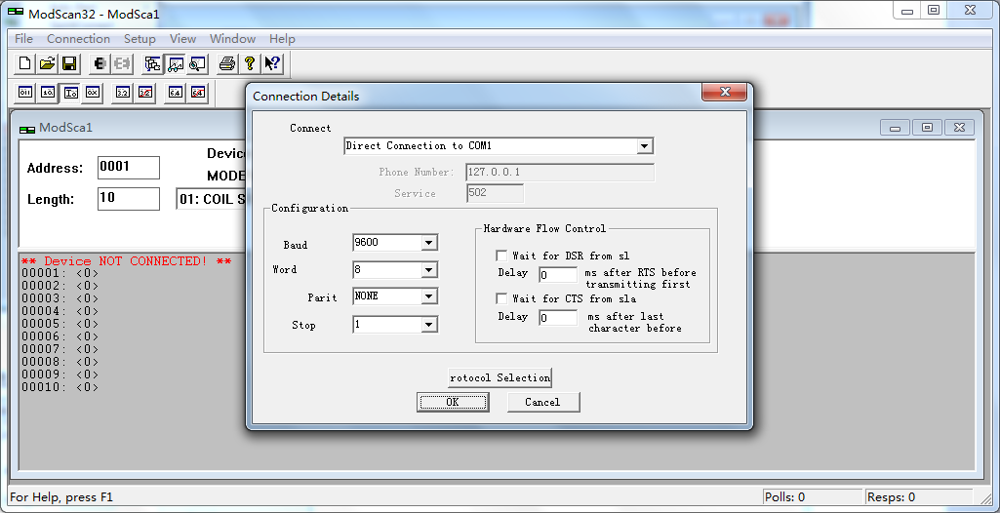 ModScan32 - ModSca1
File Connection Setup View Window Help
ModSca1
Address: 0001
Length: 10
Devic
MODE
01: COIL S
** Device NOT CONNECTED! **
00001: <0>
00002: <0>
00003: <0>
00004: <0>
00005: <0>
00006: <0>
00007: <0>
00008: <0>
00009: <0>
00010: <0>
Connection Details
Connect
Direct Connection to COM1
Phone Number: 127.0.0.1
Service 502
Configuration
Baud 9600
Word 8
Parit NONE
Stop 1
Hardware Flow Control
Wait for DSR from sl
Delay 0 ms after RTS before
transmitting first
Wait for CTS from sla
Delay 0 ms after last
character before
rotocol Selection
OK Cancel
For Help, press F1
Polls: 0 Resps: 0